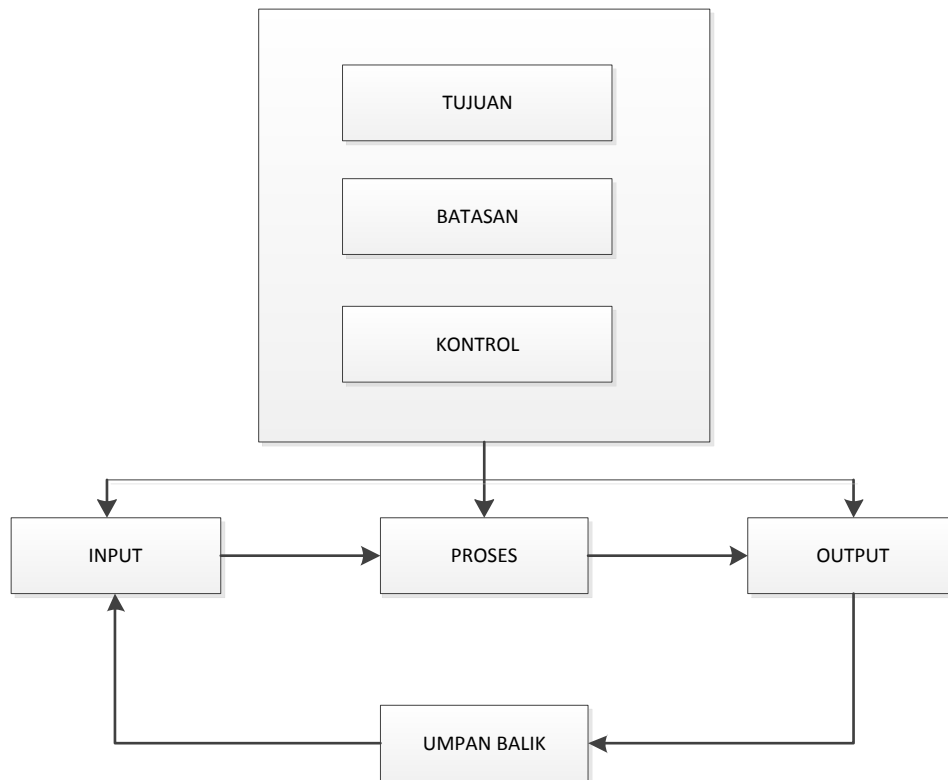 TUJUAN
BATASAN
KONTROL
INPUT
PROSES
OUTPUT
UMPAN BALIK